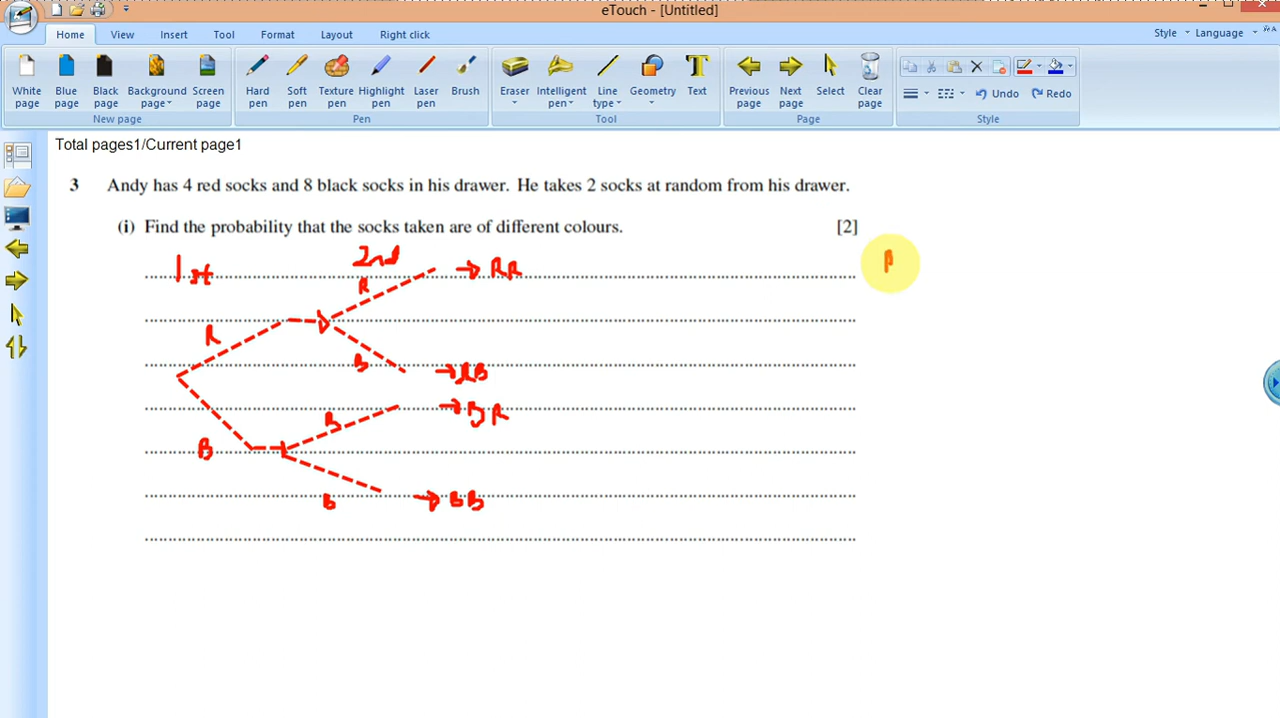 eTouch - [Untitled]
Home View Insert Tool Format Layout Right click
Style Language
White page Blue page Black page Background page Screen page
New page
Hard pen Soft pen Texture pen Highlight pen Laser pen Brush
Pen
Eraser Intelligent pen Line type Geometry Text
Tool
Previous page Next page Select Clear page
Page
Undo Redo
Style
Total pages1/Current page1
3 Andy has 4 red socks and 8 black socks in his drawer. He takes 2 socks at random from his drawer.
(i) Find the probability that the socks taken are of different colours. [2]
1st 2nd
R → RR
R
B → RB
B → BR
B
B → BB